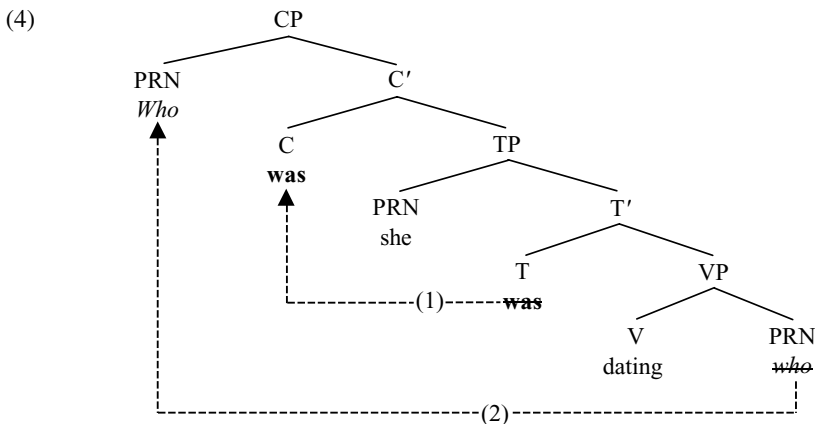 (4) CP
PRN C′
Who
C TP
was
PRN T′
she
T VP
(1) was
V PRN
dating who
(2)